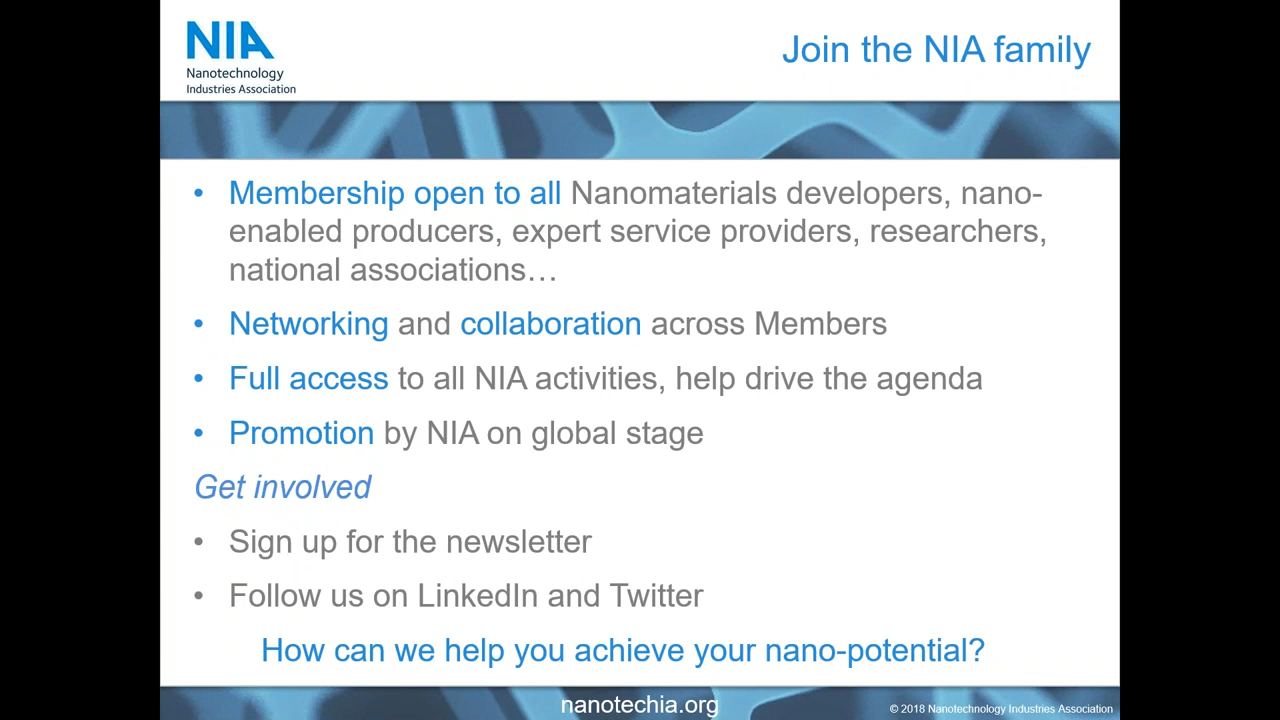 NIA
Nanotechnology
Industries Association
Join the NIA family
• Membership open to all Nanomaterials developers, nano-
enabled producers, expert service providers, researchers,
national associations…
• Networking and collaboration across Members
• Full access to all NIA activities, help drive the agenda
• Promotion by NIA on global stage
Get involved
• Sign up for the newsletter
• Follow us on LinkedIn and Twitter
How can we help you achieve your nano-potential?
nanotechia.org
© 2018 Nanotechnology Industries Association